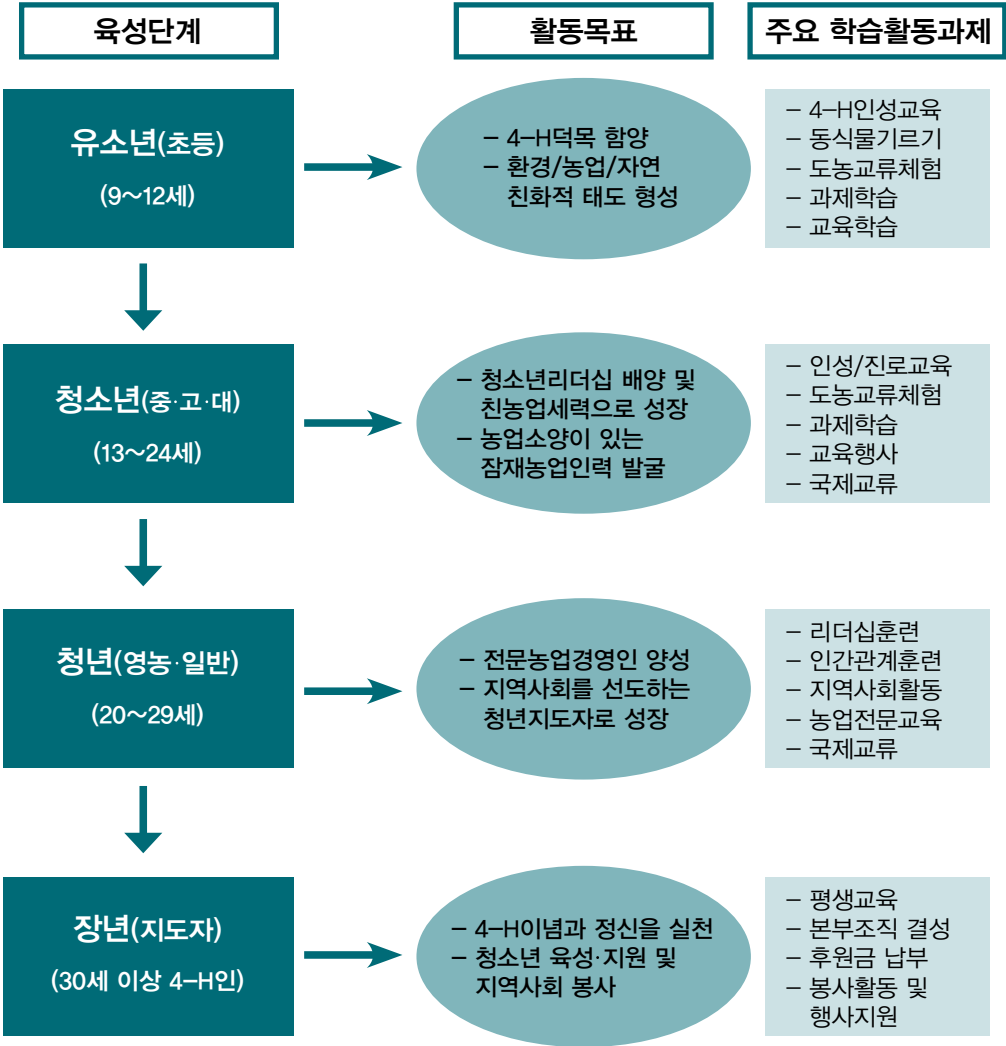 육성단계
활동목표
주요 학습활동과제
유소년(초등)
(9~12세)
– 4–H덕목 함양
– 환경/농업/자연
친화적 태도 형성
– 4–H인성교육
– 동식물기르기
– 도농교류체험
– 과제학습
– 교육학습
청소년(중·고·대)
(13~24세)
– 청소년리더십 배양 및
친농업세력으로 성장
– 농업소양이 있는
잠재농업인력 발굴
– 인성/진로교육
– 도농교류체험
– 과제학습
– 교육행사
– 국제교류
청년(영농·일반)
(20~29세)
– 전문농업경영인 양성
– 지역사회를 선도하는
청년지도자로 성장
– 리더십훈련
– 인간관계훈련
– 지역사회활동
– 농업전문교육
– 국제교류
장년(지도자)
(30세 이상 4–H인)
– 4–H이념과 정신을 실천
– 청소년 육성·지원 및
지역사회 봉사
– 평생교육
– 본부조직 결성
– 후원금 납부
– 봉사활동 및
행사지원